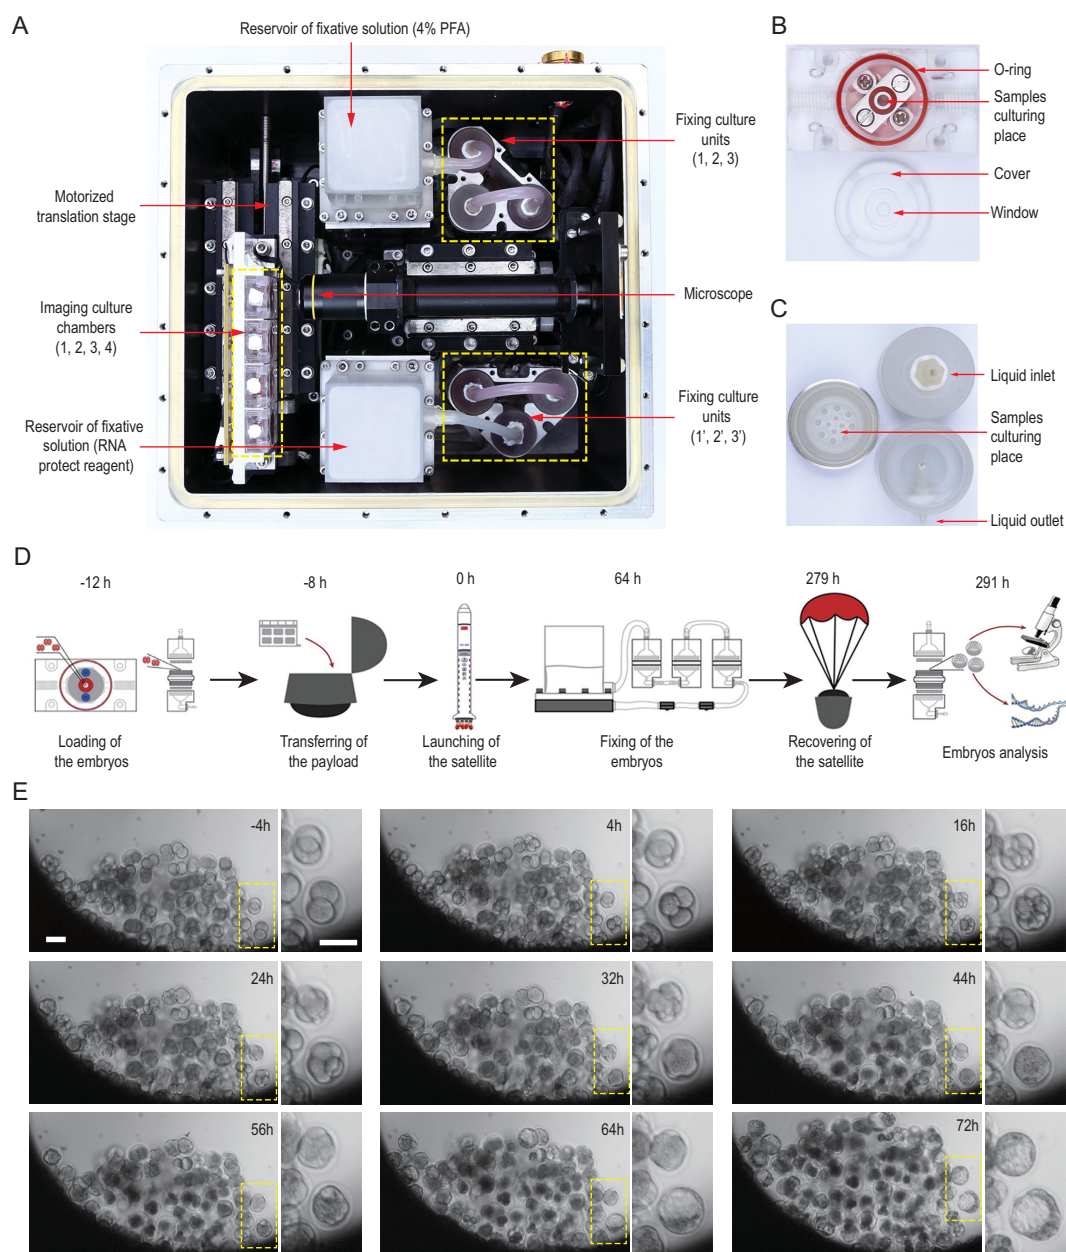 A
Reservoir of fixative solution (4% PFA)
Fixing culture
units
(1, 2, 3)
Motorized
translation stage
Imaging culture
chambers
(1, 2, 3, 4)
Microscope
Reservoir of fixative
solution (RNA
protect reagent)
Fixing culture
units
(1', 2', 3')
B
O-ring
Samples
culturing
place
Cover
Window
C
Liquid inlet
Samples
culturing
place
Liquid outlet
D
-12 h
-8 h
0 h
64 h
279 h
291 h
Loading of
the embryos
Transferring of
the payload
Launching of
the satellite
Fixing of the
embryos
Recovering of
the satellite
Embryos analysis
E
-4h
4h
16h
24h
32h
44h
56h
64h
72h